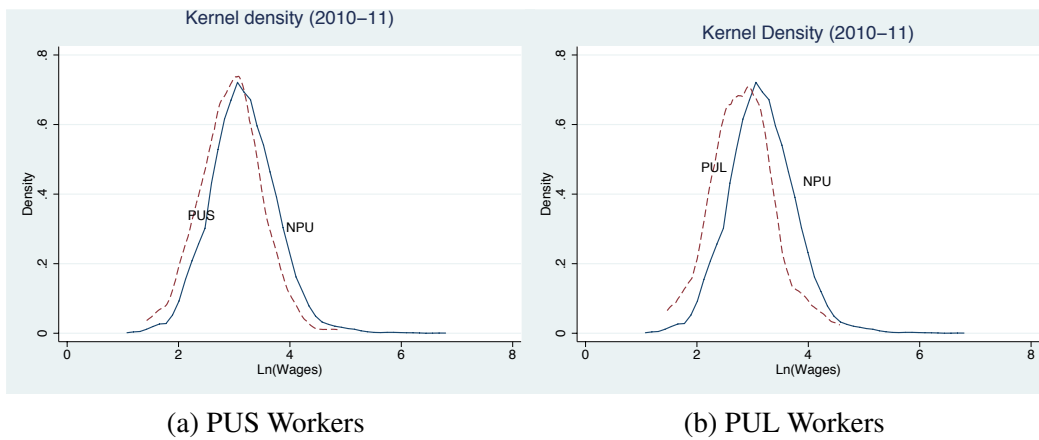 Kernel density (2010−11)
.8
.6
.4
.2
0
Density
PUS
NPU
0 2 4 6 8
Ln(Wages)
(a) PUS Workers
Kernel Density (2010−11)
.8
.6
.4
.2
0
Density
PUL
NPU
0 2 4 6 8
Ln(Wages)
(b) PUL Workers